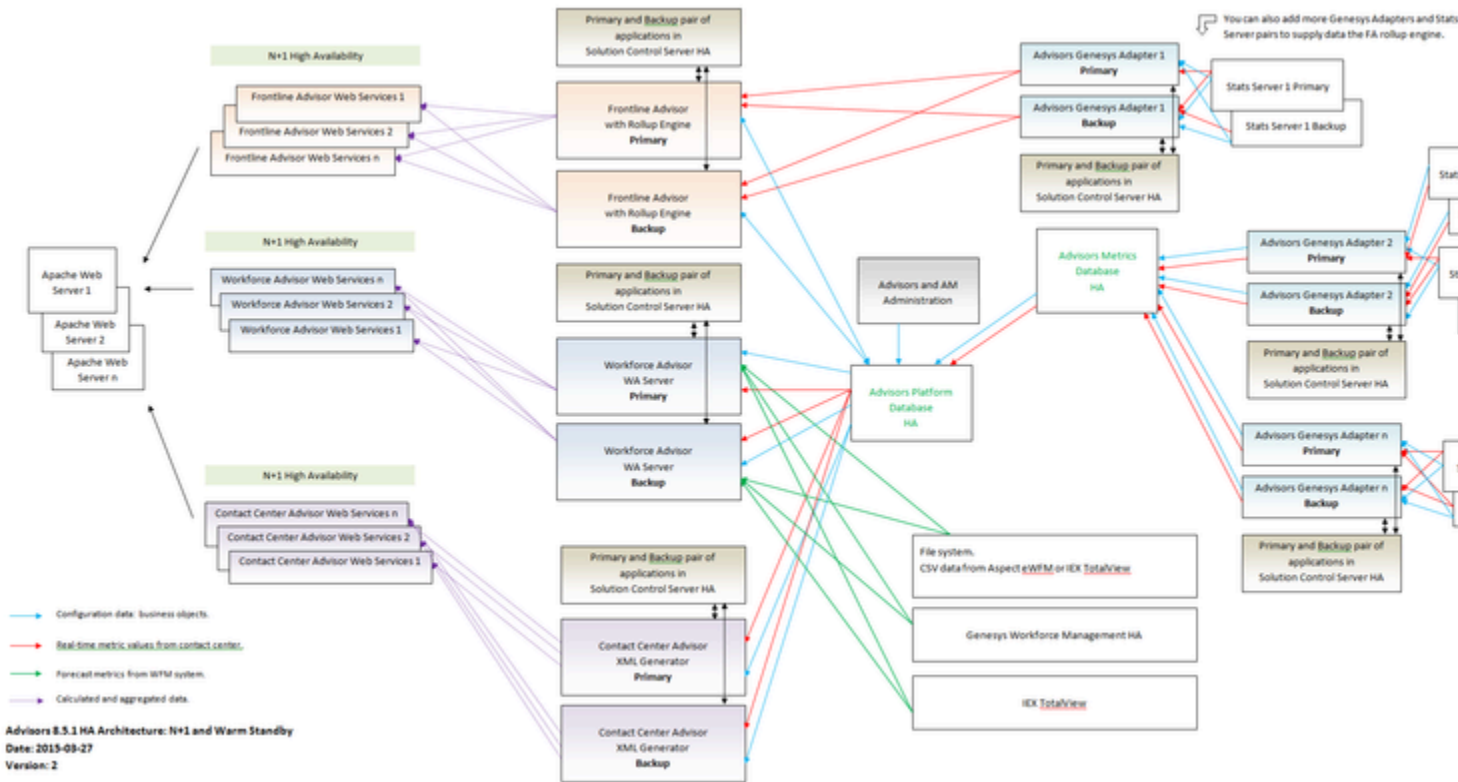 Primary and Backup pair of
applications in
Solution Control Server HA
You can also add more Genesys Adapters and Stats
Server pairs to supply data the FA rollup engine.
N+1 High Availability
Frontline Advisor Web Services 1
Frontline Advisor Web Services 2
Frontline Advisor Web Services n
Frontline Advisor
with Rollup Engine
Primary
Frontline Advisor
with Rollup Engine
Backup
Advisors Genesys Adapter 1
Primary
Advisors Genesys Adapter 1
Backup
Stats Server 1 Primary
Stats Server 1 Backup
Primary and Backup pair of
applications in
Solution Control Server HA
N+1 High Availability
Workforce Advisor Web Services n
Workforce Advisor Web Services 2
Workforce Advisor Web Services 1
Apache Web
Server 1
Apache Web
Server 2
Apache Web
Server n
Primary and Backup pair of
applications in
Solution Control Server HA
Workforce Advisor
WA Server
Primary
Workforce Advisor
WA Server
Backup
Advisors and AM
Administration
Advisors Platform
Database
HA
Advisors Metrics
Database
HA
Advisors Genesys Adapter 2
Primary
Advisors Genesys Adapter 2
Backup
Primary and Backup pair of
applications in
Solution Control Server HA
Advisors Genesys Adapter n
Primary
Advisors Genesys Adapter n
Backup
Primary and Backup pair of
applications in
Solution Control Server HA
N+1 High Availability
Contact Center Advisor Web Services n
Contact Center Advisor Web Services 2
Contact Center Advisor Web Services 1
Primary and Backup pair of
applications in
Solution Control Server HA
Contact Center Advisor
XML Generator
Primary
Contact Center Advisor
XML Generator
Backup
File system.
CSV data from Aspect eWFM or IEX TotalView
Genesys Workforce Management HA
IEX TotalView
Configuration data: business objects.
Real-time metric values from contact center.
Forecast metrics from WFM system.
Calculated and aggregated data.
Advisors 8.5.1 HA Architecture: N+1 and Warm Standby
Date: 2015-03-27
Version: 2